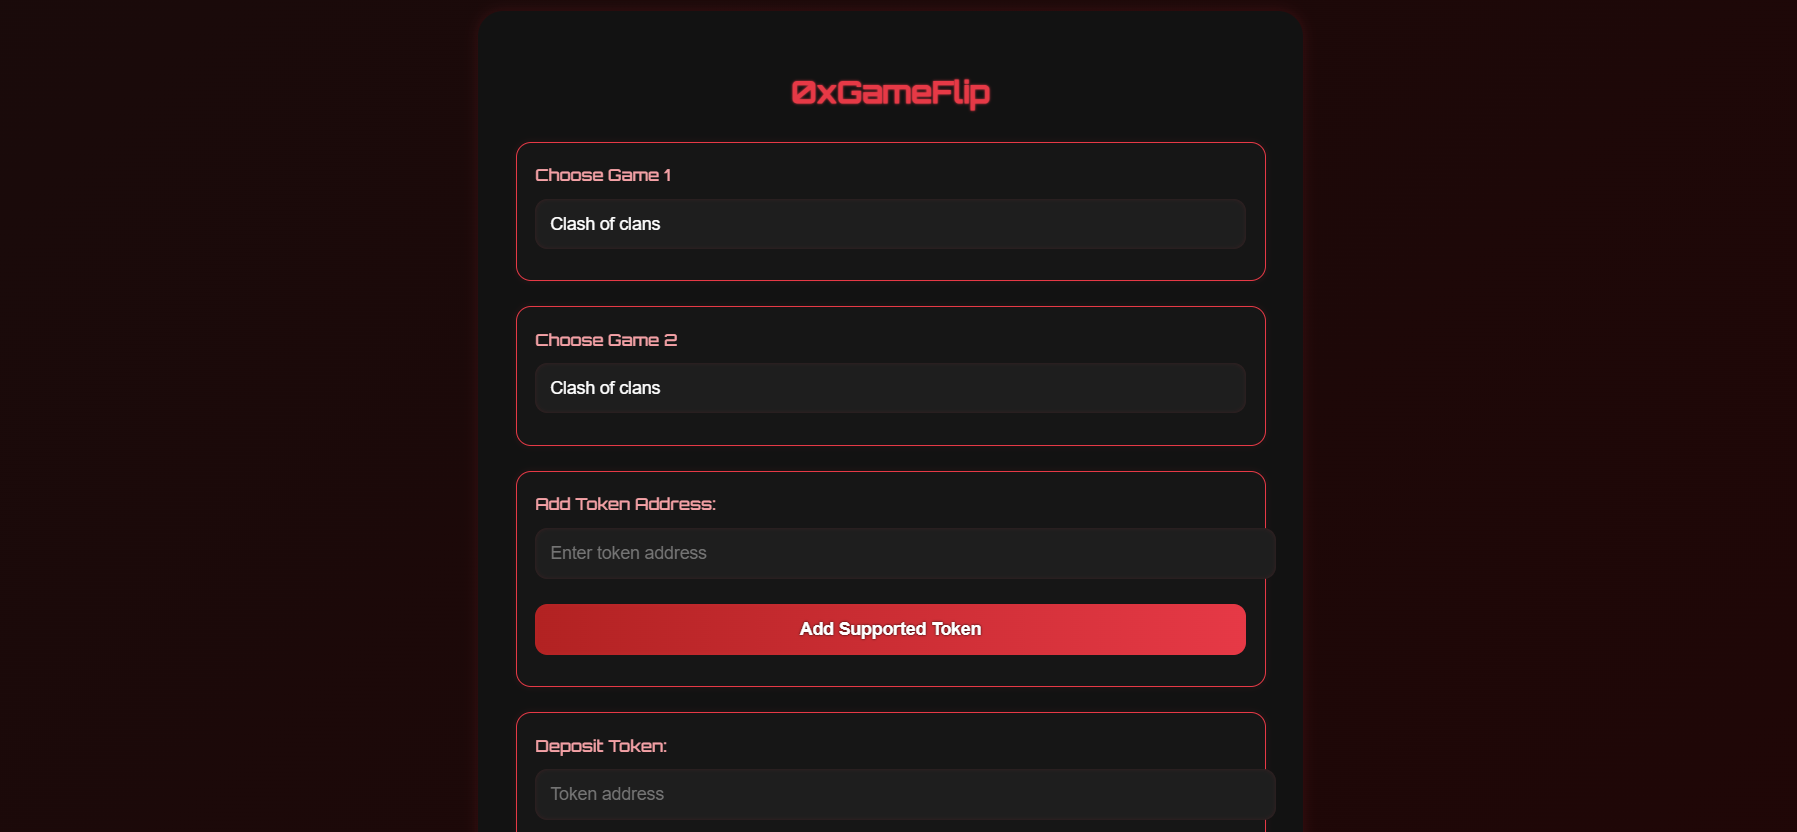 0xGameFlip
Choose Game 1
Clash of clans
Choose Game 2
Clash of clans
Add Token Address:
Enter token address
Add Supported Token
Deposit Token:
Token address